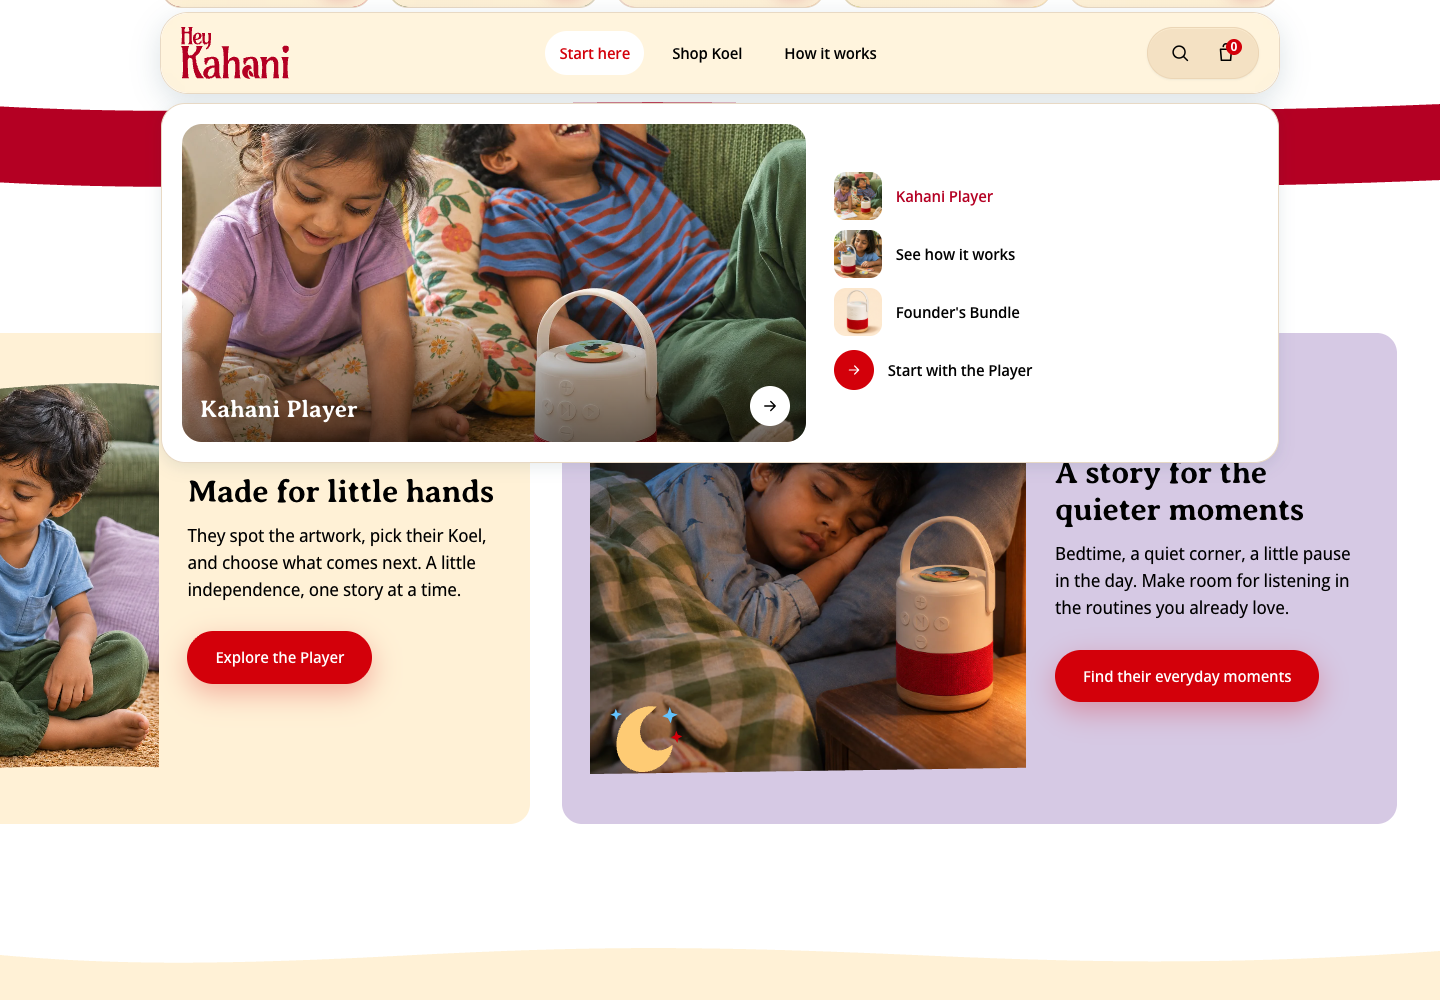 Hey
Kahani
Start here
Shop Koel
How it works
0
Kahani Player
Kahani Player
See how it works
Founder's Bundle
Start with the Player
Made for little hands
They spot the artwork, pick their Koel,
and choose what comes next. A little
independence, one story at a time.
Explore the Player
A story for the
quieter moments
Bedtime, a quiet corner, a little pause
in the day. Make room for listening in
the routines you already love.
Find their everyday moments